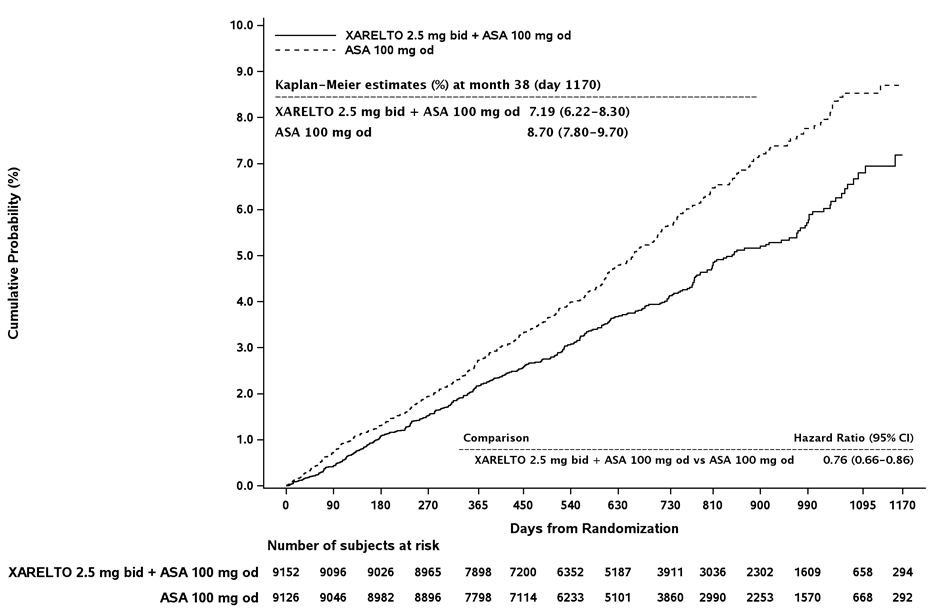 10.0
XARELTO 2.5 mg bid + ASA 100 mg od
ASA 100 mg od
9.0
Kaplan-Meier estimates (%) at month 38 (day 1170)
XARELTO 2.5 mg bid + ASA 100 mg od 7.19 (6.22-8.30)
8.0
ASA 100 mg od 8.70 (7.80-9.70)
7.0
6.0
5.0
4.0
3.0
2.0
1.0
0.0
Cumulative Probability (%)
Comparison Hazard Ratio (95% CI)
XARELTO 2.5 mg bid + ASA 100 mg od vs ASA 100 mg od 0.76 (0.66-0.86)
0 90 180 270 365 450 540 630 730 810 900 990 1095 1170
Days from Randomization
Number of subjects at risk
XARELTO 2.5 mg bid + ASA 100 mg od 9152 9096 9026 8965 7898 7200 6352 5187 3911 3036 2302 1609 658 294
ASA 100 mg od 9126 9046 8982 8896 7798 7114 6233 5101 3860 2990 2253 1570 668 292